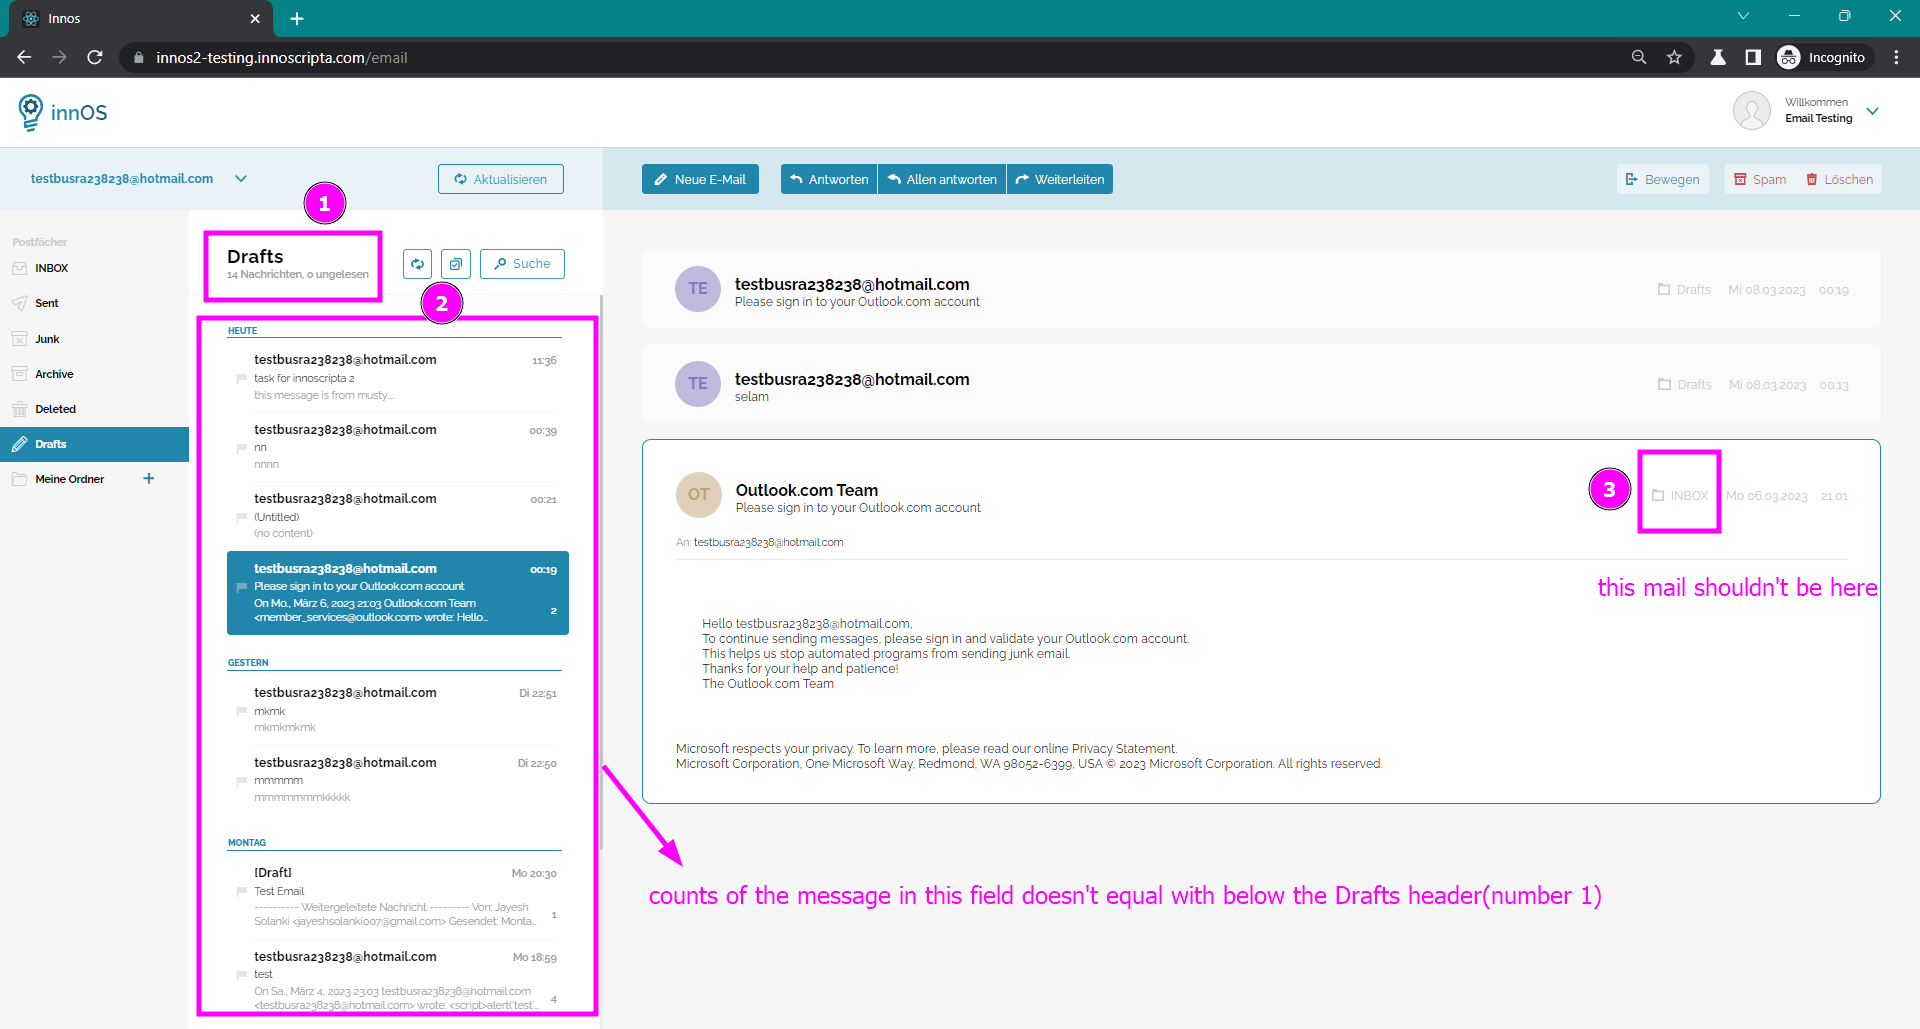 Innos
innos2-testing.innoscripta.com/email
Incognito
innOS
Willkommen
Email Testing
testbusra238238@hotmail.com
Aktualisieren
Neue E-Mail
Antworten
Allen antworten
Weiterleiten
Bewegen
Spam
Löschen
1
Postfächer
INBOX
Sent
Junk
Archive
Deleted
Drafts
Meine Ordner
Drafts
14 Nachrichten, 0 ungelesen
Suche
2
HEUTE
testbusra238238@hotmail.com 11:36
task for innoscripta 2
this message is from musty....
testbusra238238@hotmail.com 00:39
nn
nnnn
testbusra238238@hotmail.com 00:21
(Untitled)
(no content)
testbusra238238@hotmail.com 00:19
Please sign in to your Outlook.com account
On Mo., März 6, 2023 21:03 Outlook.com Team
<member_services@outlook.com> wrote: Hello... 2
GESTERN
testbusra238238@hotmail.com Di 22:51
mkmk
mkmkmkmk
testbusra238238@hotmail.com Di 22:50
mmmmm
mmmmmmmkkkkk
MONTAG
[Draft] Mo 20:30
Test Email
---------- Weitergeleitete Nachricht --------- Von: Jayesh
Solanki <jayeshsolanki007@gmail.com> Gesendet: Monta... 1
testbusra238238@hotmail.com Mo 18:59
test
On Sa., März 4, 2023 23:03 testbusra238238@hotmail.com
<testbusra238238@hotmail.com> wrote: <script>alert('test'... 4
TE
testbusra238238@hotmail.com
Please sign in to your Outlook.com account
Drafts Mi 08.03.2023 00:19
TE
testbusra238238@hotmail.com
selam
Drafts Mi 08.03.2023 00:13
OT
Outlook.com Team
Please sign in to your Outlook.com account
3
INBOX Mo 06.03.2023 21:01
An: testbusra238238@hotmail.com
this mail shouldn't be here
Hello testbusra238238@hotmail.com,
To continue sending messages, please sign in and validate your Outlook.com account.
This helps us stop automated programs from sending junk email.
Thanks for your help and patience!
The Outlook.com Team
Microsoft respects your privacy. To learn more, please read our online Privacy Statement.
Microsoft Corporation, One Microsoft Way, Redmond, WA 98052-6399, USA © 2023 Microsoft Corporation. All rights reserved.
counts of the message in this field doesn't equal with below the Drafts header(number 1)